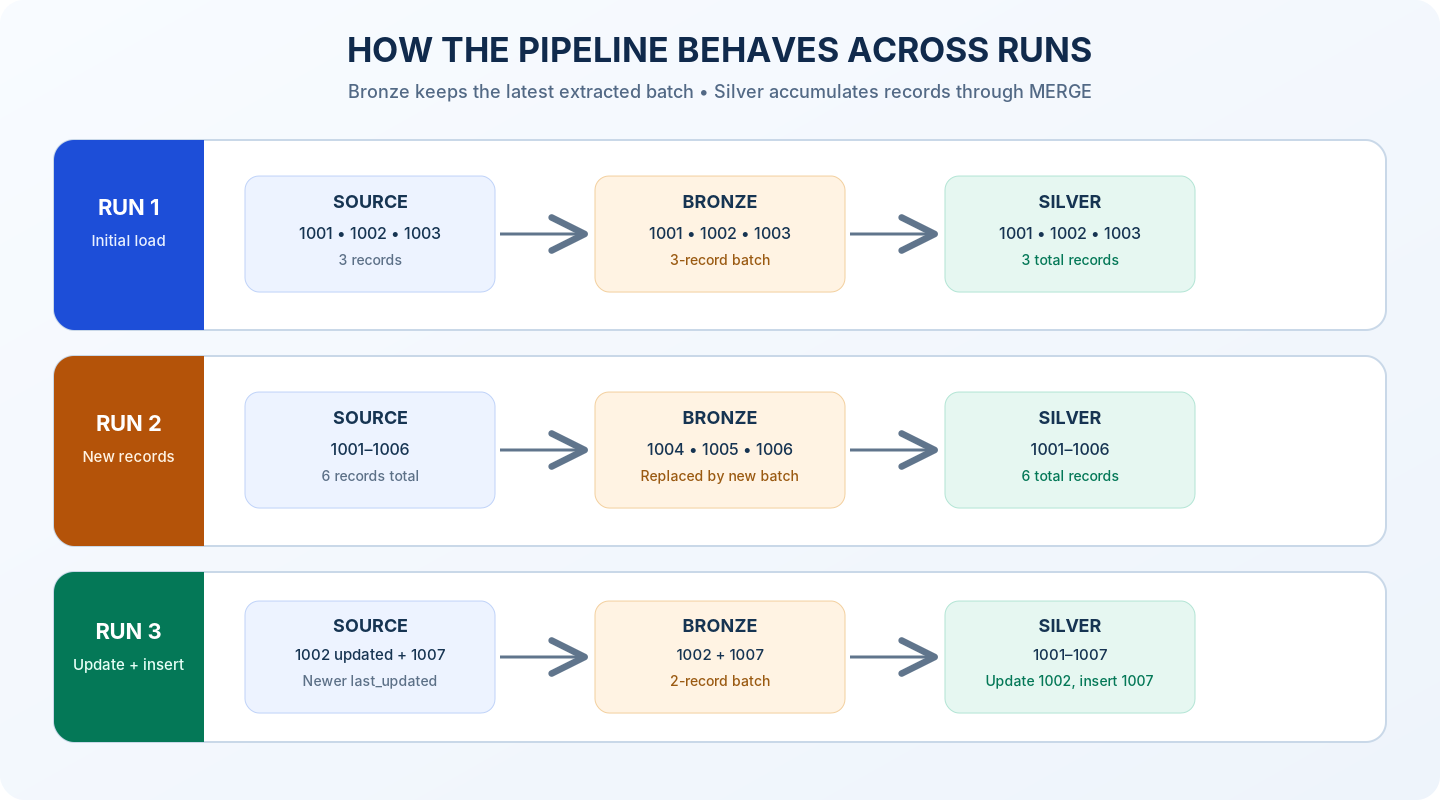 HOW THE PIPELINE BEHAVES ACROSS RUNS
Bronze keeps the latest extracted batch • Silver accumulates records through MERGE
RUN 1
Initial load
SOURCE
1001 • 1002 • 1003
3 records
BRONZE
1001 • 1002 • 1003
3-record batch
SILVER
1001 • 1002 • 1003
3 total records
RUN 2
New records
SOURCE
1001–1006
6 records total
BRONZE
1004 • 1005 • 1006
Replaced by new batch
SILVER
1001–1006
6 total records
RUN 3
Update + insert
SOURCE
1002 updated + 1007
Newer last_updated
BRONZE
1002 + 1007
2-record batch
SILVER
1001–1007
Update 1002, insert 1007